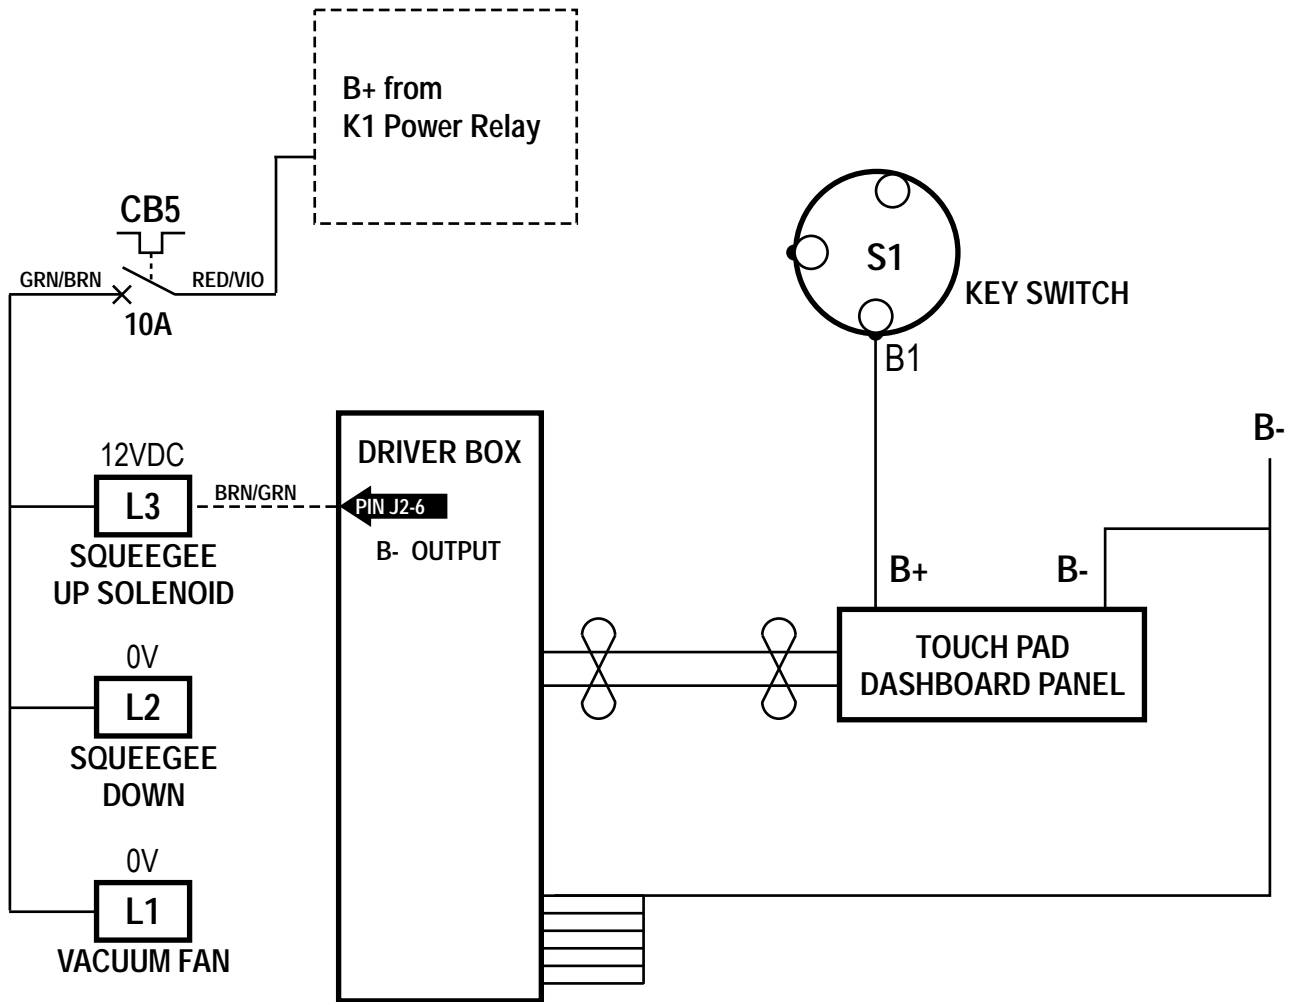 B+ from
K1 Power Relay
CB5
GRN/BRN
RED/VIO
10A
S1
KEY SWITCH
B1
12VDC
L3
BRN/GRN
SQUEEGEE
UP SOLENOID
DRIVER BOX
PIN J2-6
B- OUTPUT
B-
B+
B-
TOUCH PAD
DASHBOARD PANEL
0V
L2
SQUEEGEE
DOWN
0V
L1
VACUUM FAN